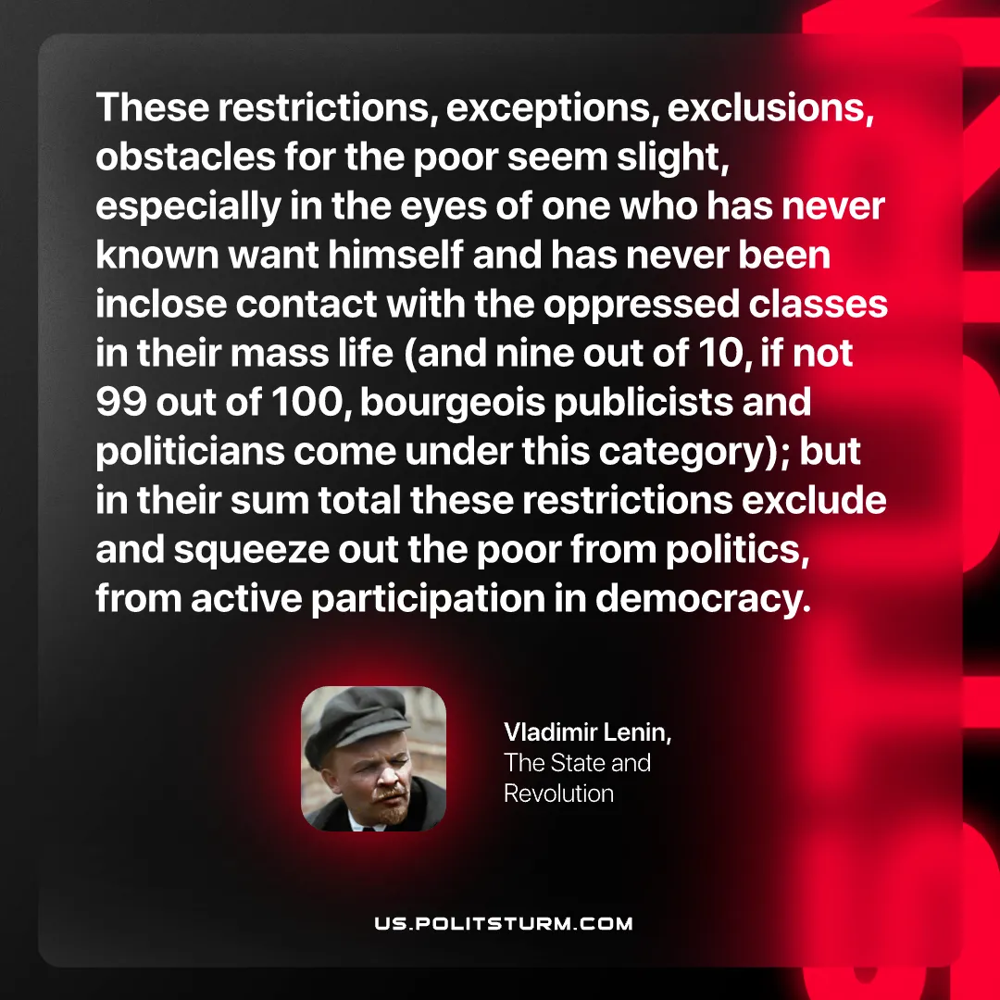 These restrictions, exceptions, exclusions,
obstacles for the poor seem slight,
especially in the eyes of one who has never
known want himself and has never been
inclose contact with the oppressed classes
in their mass life (and nine out of 10, if not
99 out of 100, bourgeois publicists and
politicians come under this category); but
in their sum total these restrictions exclude
and squeeze out the poor from politics,
from active participation in democracy.
Vladimir Lenin,
The State and
Revolution
US.POLITSTURM.COM